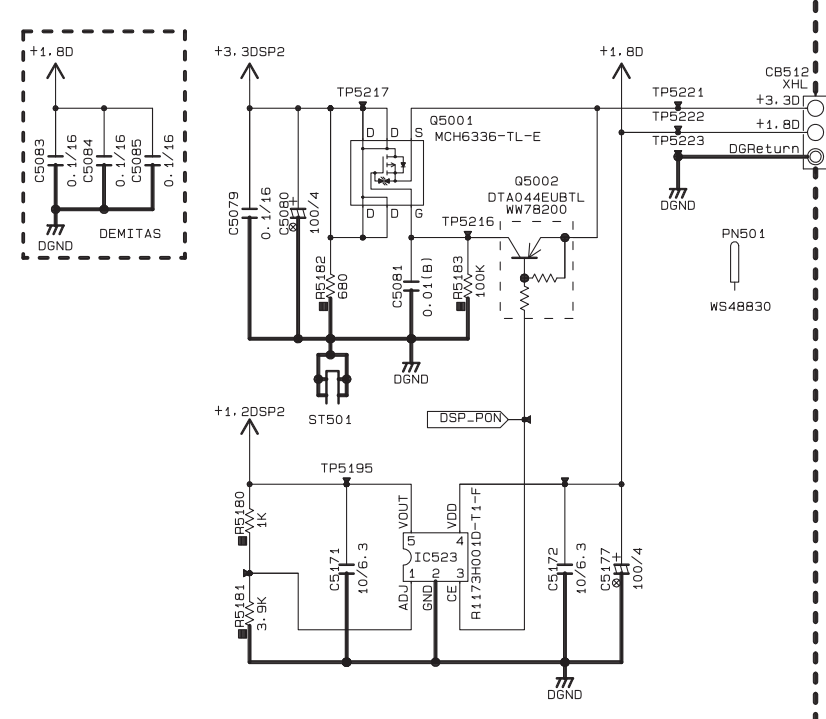 +1.8D
C5083
0.1/16
C5084
0.1/16
C5085
0.1/16
DGND
DEMITAS
+3.3DSP2
TP5217
Q5001
MCH6336-TL-E
D
D
S
D
D
G
C5079
0.1/16
C5080
100/4
R5182
680
C5081
0.01(B)
TP5216
R5183
100K
Q5002
DTA044EUBTL
WW78200
DGND
ST501
+1.8D
TP5221
TP5222
TP5223
CB512
XHL
+3.3D
+1.8D
DGReturn
DGND
PN501
WS48830
DSP_PON
+1.2DSP2
TP5195
R5180
1K
R5181
3.9K
C5171
10/6.3
VOUT
VDD
5
4
IC523
1
2
3
ADJ
GND
CE
R1173H001D-T1-F
C5172
10/6.3
C5177
100/4
DGND